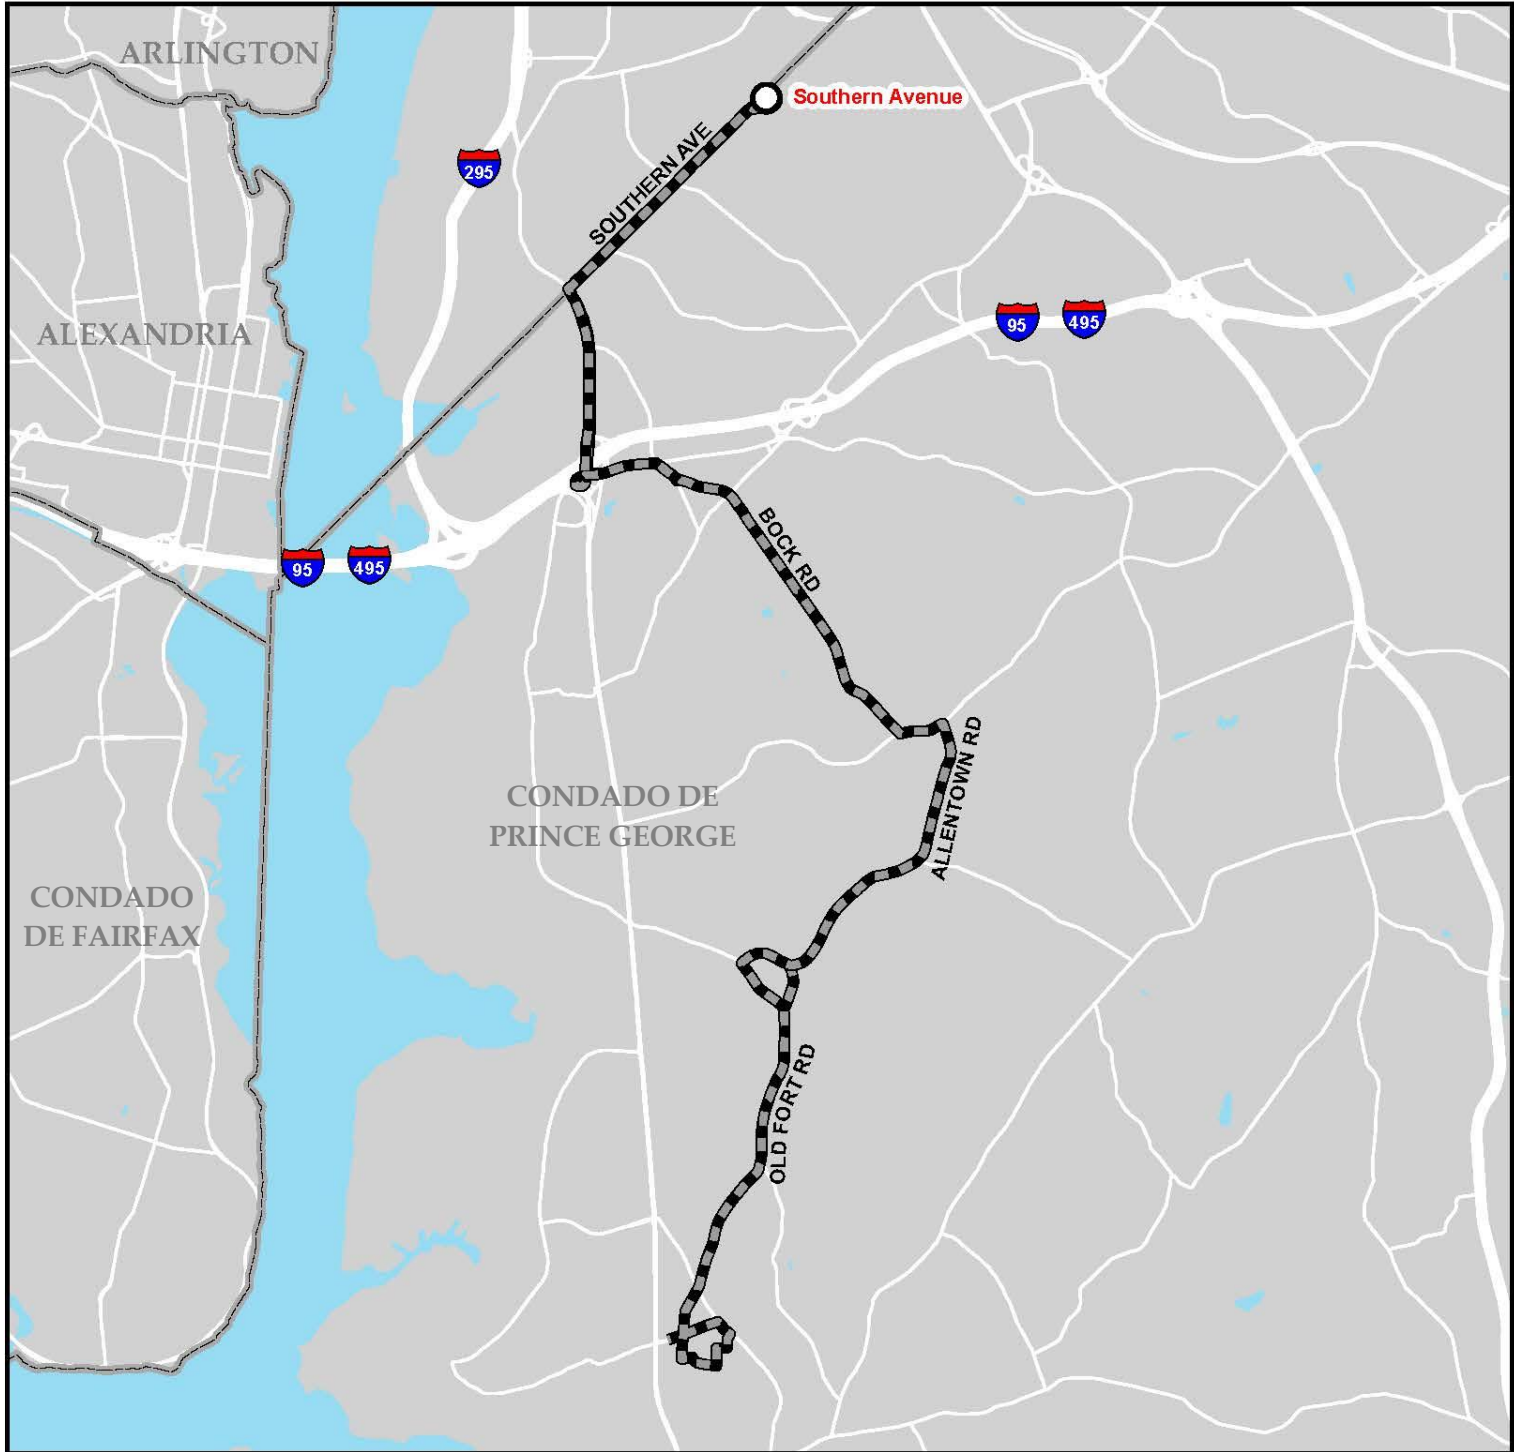 ARLINGTON
Southern Avenue
SOUTHERN AVE
295
ALEXANDRIA
95
495
BOCK RD
95
495
ALLENTOWN RD
CONDADO DE
PRINCE GEORGE
CONDADO
DE FAIRFAX
OLD FORT RD